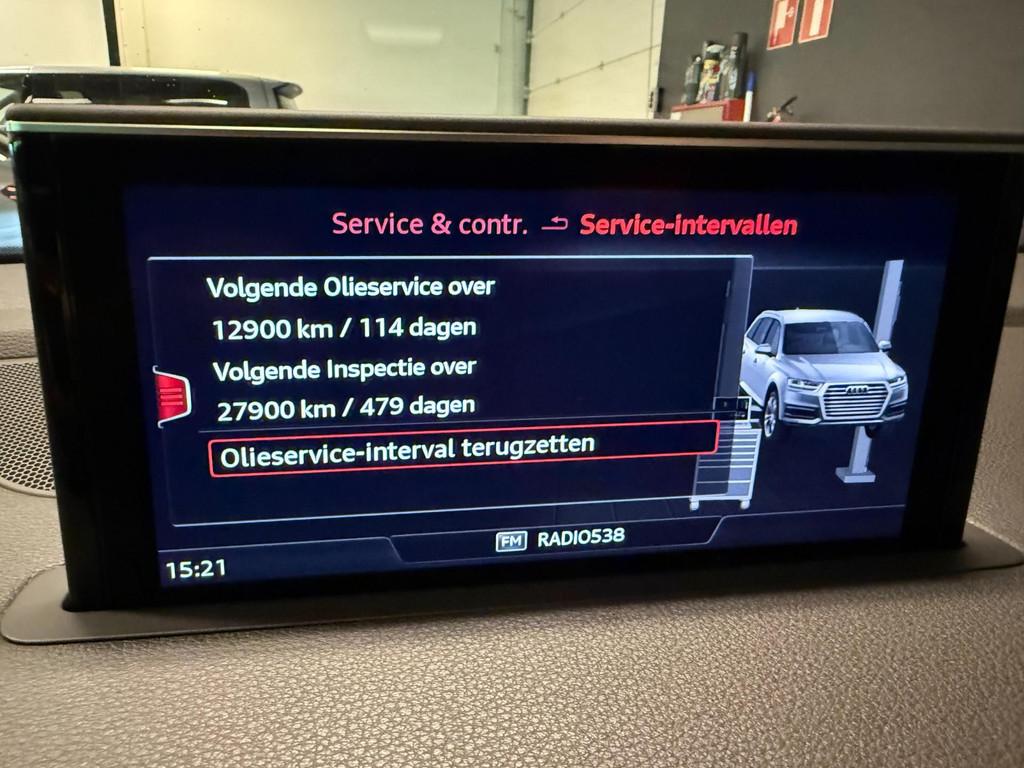 Service & contr. Service-intervallen
Volgende Olieservice over
12900 km / 114 dagen
Volgende Inspectie over
27900 km / 479 dagen
Olieservice-interval terugzetten
FM RADIO538
15:21